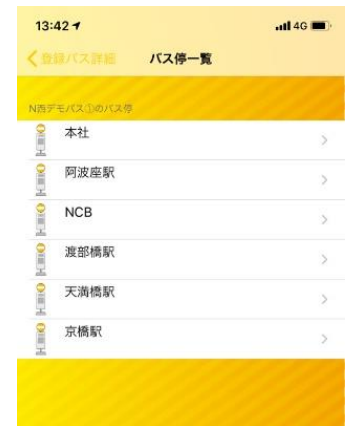 13:42
4G
登録バス詳細
バス停一覧
N西デモバス①のバス停
本社
阿波座駅
NCB
渡部橋駅
天満橋駅
京橋駅